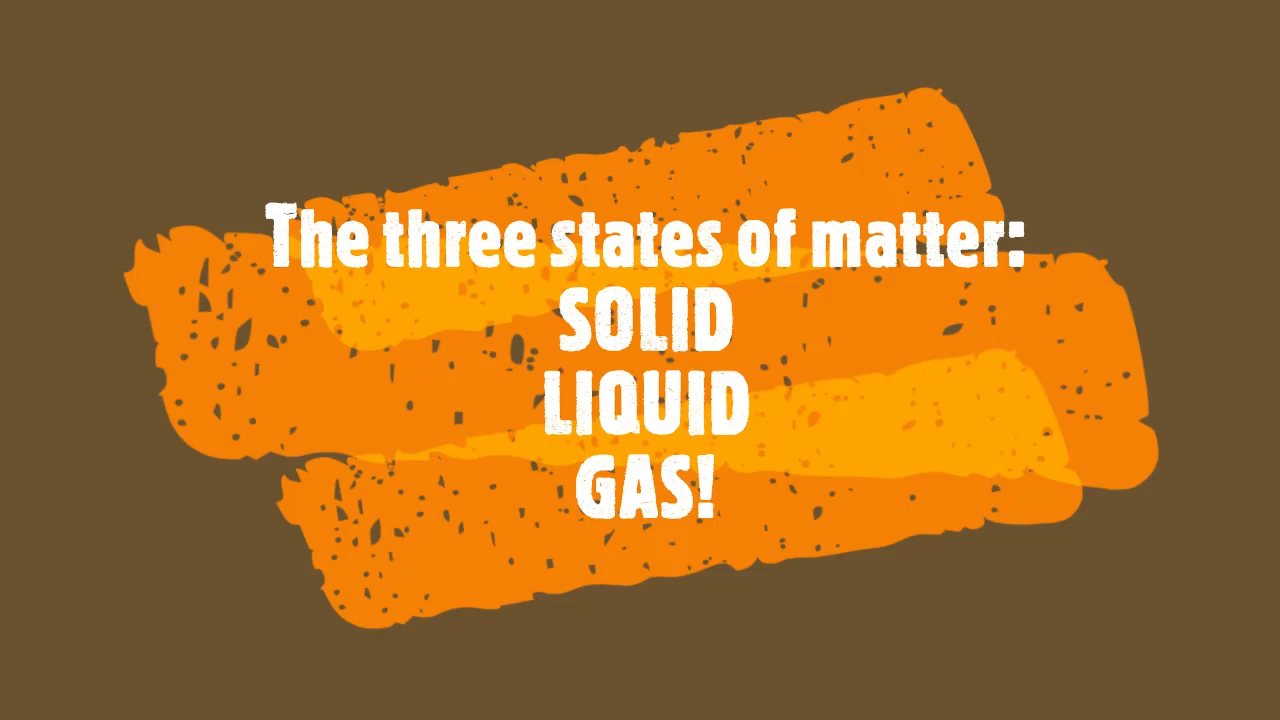 The three states of matter:
SOLID
LIQUID
GAS!